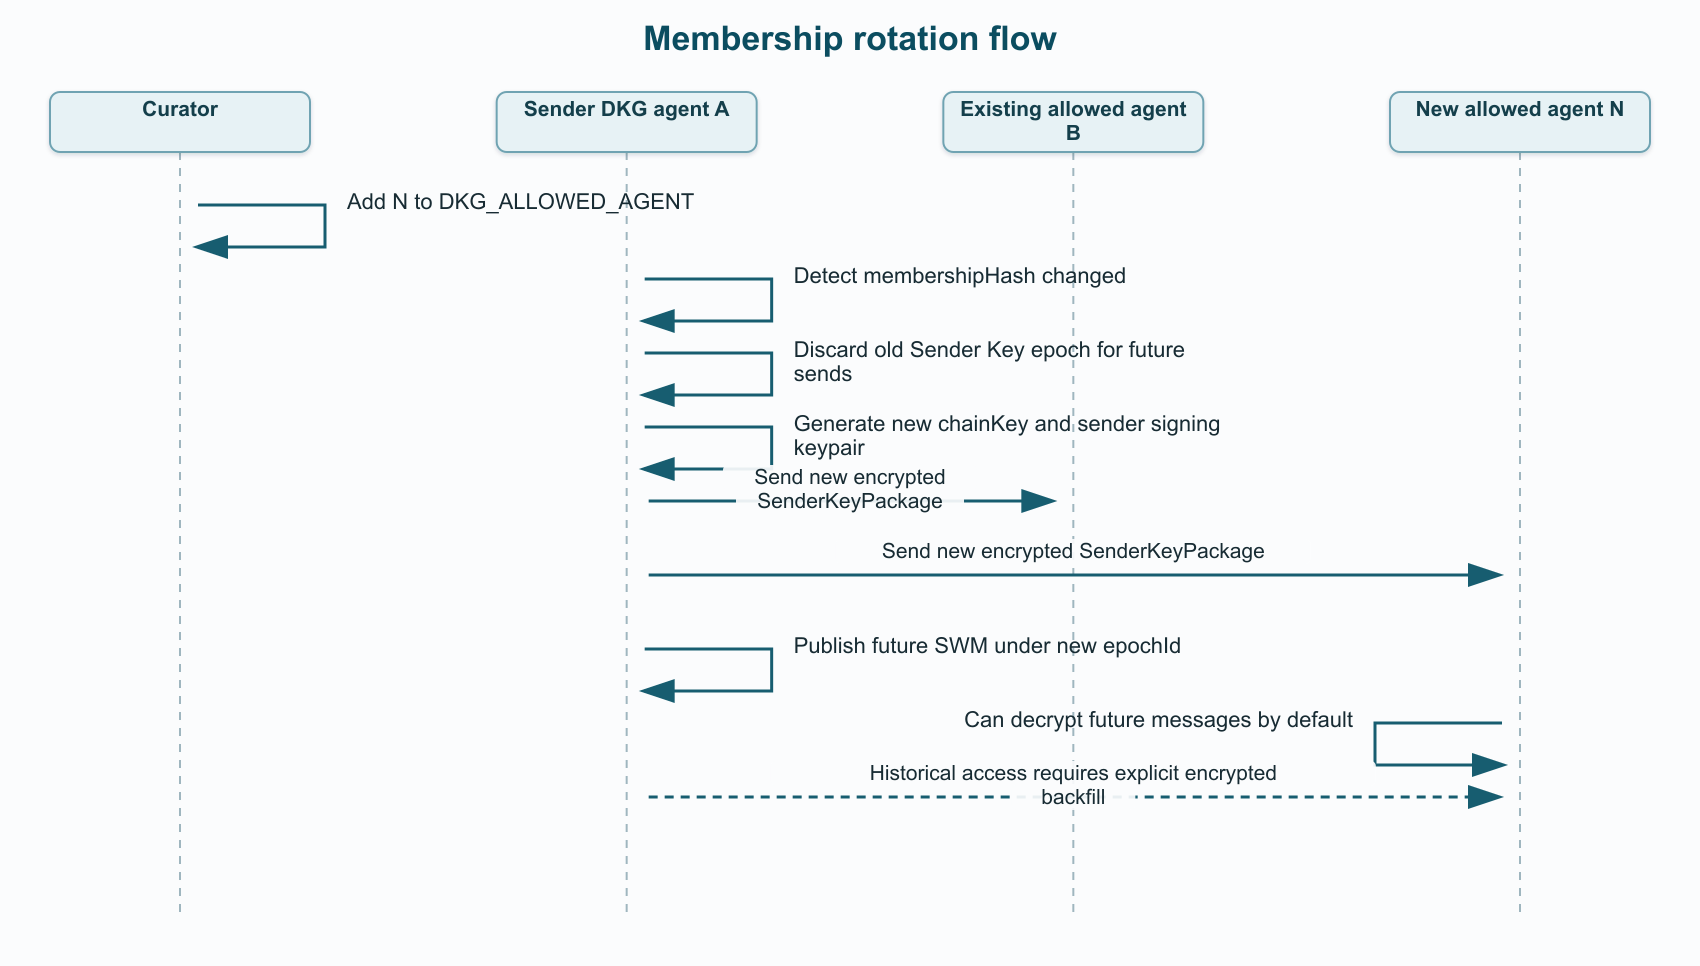 Membership rotation flow
Curator
Sender DKG agent A
Existing allowed agent
B
New allowed agent N
Add N to DKG_ALLOWED_AGENT
Detect membershipHash changed
Discard old Sender Key epoch for future
sends
Generate new chainKey and sender signing
keypair
Send new encrypted
SenderKeyPackage
Send new encrypted SenderKeyPackage
Publish future SWM under new epochId
Can decrypt future messages by default
Historical access requires explicit encrypted
backfill